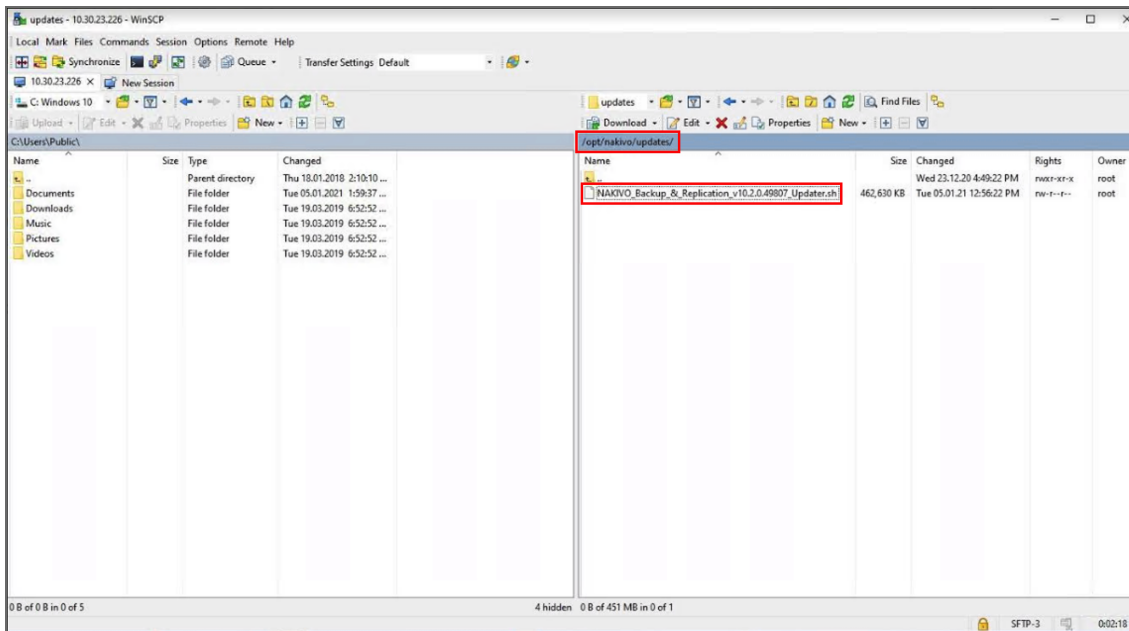 updates - 10.30.23.226 - WinSCP
Local Mark Files Commands Session Options Remote Help
Synchronize Queue Transfer Settings Default
10.30.23.226 × New Session
C: Windows 10 updates Find Files
Upload Edit Properties New Download Edit Properties New
C:\Users\Public\ /opt/nakivo/updates/
Name Size Type Changed Name Size Changed Rights Owner
.. Parent directory Thu 18.01.2018 2:10:10 ... .. Wed 23.12.20 4:49:22 PM rwxr-xr-x root
Documents File folder Tue 05.01.2021 1:59:37 ... NAKIVO_Backup_&_Replication_v10.2.0.49807_Updater.sh 462,630 KB Tue 05.01.21 12:56:22 PM rw-r--r-- root
Downloads File folder Tue 19.03.2019 6:52:52 ...
Music File folder Tue 19.03.2019 6:52:52 ...
Pictures File folder Tue 19.03.2019 6:52:52 ...
Videos File folder Tue 19.03.2019 6:52:52 ...
0 B of 0 B in 0 of 5 4 hidden 0 B of 451 MB in 0 of 1
SFTP-3 0:02:18